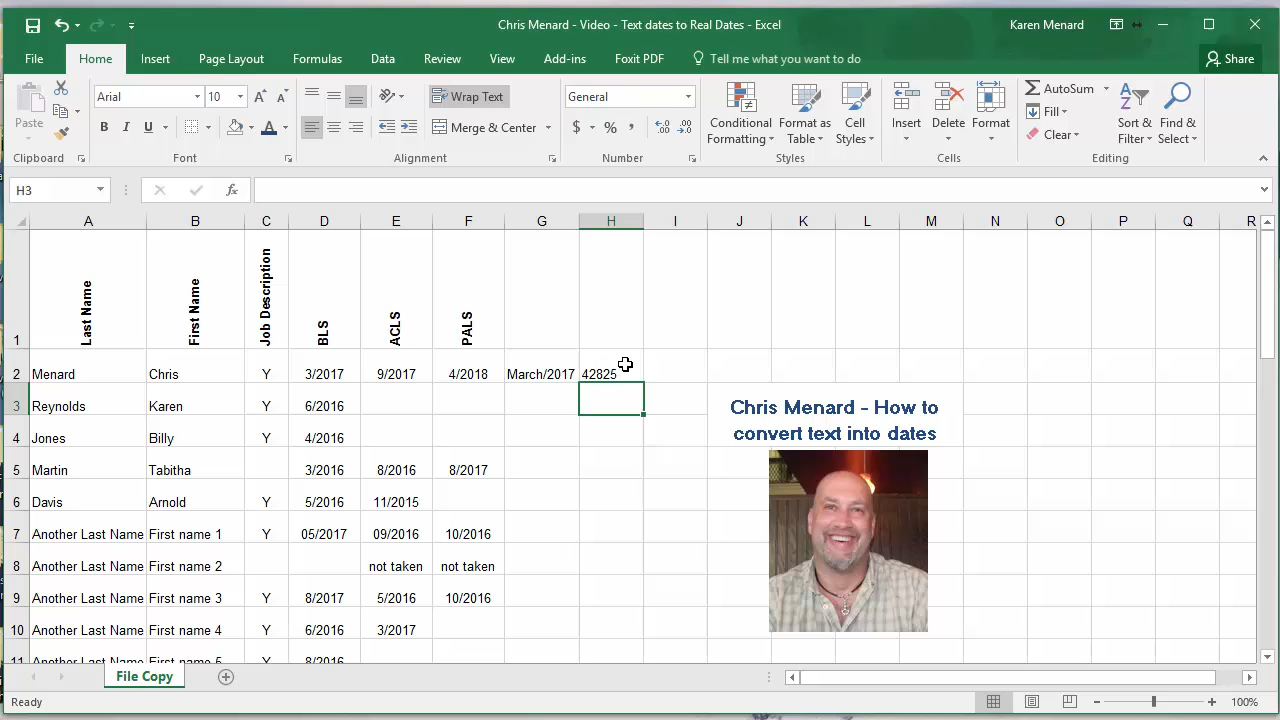 Chris Menard - Video - Text dates to Real Dates - Excel
Karen Menard
File Home Insert Page Layout Formulas Data Review View Add-ins Foxit PDF Tell me what you want to do Share
Paste
Arial 10
Wrap Text
Merge & Center
General
$ % ,
Conditional Formatting
Format as Table
Cell Styles
Insert
Delete
Format
AutoSum
Fill
Clear
Sort & Filter
Find & Select
Clipboard Font Alignment Number Styles Cells Editing
H3 fx
A B C D E F G H I J K L M N O P Q R
1 Last Name First Name Job Description BLS ACLS PALS
2 Menard Chris Y 3/2017 9/2017 4/2018 March/2017 42825
3 Reynolds Karen Y 6/2016
4 Jones Billy Y 4/2016
5 Martin Tabitha Y 3/2016 8/2016 8/2017
6 Davis Arnold Y 5/2016 11/2015
7 Another Last Name First name 1 Y 05/2017 09/2016 10/2016
8 Another Last Name First name 2 not taken not taken
9 Another Last Name First name 3 Y 8/2017 5/2016 10/2016
10 Another Last Name First name 4 Y 6/2016 3/2017
11 Another Last Name First name 5 Y 8/2016
Chris Menard - How to
convert text into dates
File Copy
Ready
100%